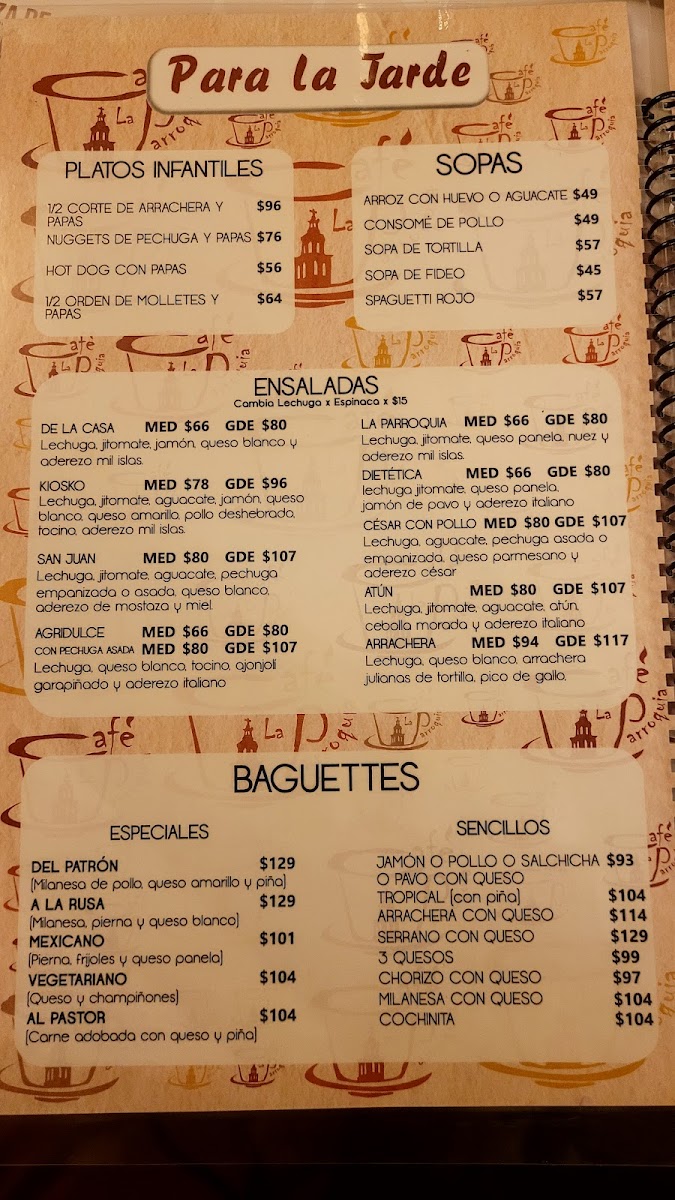 Para La Tarde
PLATOS INFANTILES
1/2 CORTE DE ARRACHERA Y $96
PAPAS
NUGGETS DE PECHUGA Y PAPAS $76
HOT DOG CON PAPAS $56
1/2 ORDEN DE MOLLETES Y $64
PAPAS
SOPAS
ARROZ CON HUEVO O AGUACATE $49
CONSOMÉ DE POLLO $49
SOPA DE TORTILLA $57
SOPA DE FIDEO $45
SPAGUETTI ROJO $57
ENSALADAS
Cambia Lechuga x Espinaca x $15
DE LA CASA MED $66 GDE $80
Lechuga, jitomate, jamón, queso blanco y
aderezo mil islas.
KIOSKO MED $78 GDE $96
Lechuga, jitomate, aguacate, jamón, queso
blanco, queso amarillo, pollo deshebrado,
tocino, aderezo mil islas.
SAN JUAN MED $80 GDE $107
Lechuga, jitomate, aguacate, pechuga
empanizada o asada, queso blanco,
aderezo de mostaza y miel.
AGRIDULCE MED $66 GDE $80
CON PECHUGA ASADA MED $80 GDE $107
Lechuga, queso blanco, tocino, ajonjoli
garapiñado y aderezo italiano
LA PARROQUIA MED $66 GDE $80
Lechuga, jitomate, queso panela, nuez y
aderezo mil islas.
DIETÉTICA MED $66 GDE $80
lechuga jitomate, queso panela,
jamón de pavo y aderezo italiano
CÉSAR CON POLLO MED $80 GDE $107
Lechuga, aguacate, pechuga asada o
empanizada, queso parmesano y
aderezo césar
ATÚN MED $80 GDE $107
Lechuga, jitomate, aguacate, atún,
cebolla morada y aderezo italiano
ARRACHERA MED $94 GDE $117
Lechuga, queso blanco, arrachera
julianas de tortilla, pico de gallo.
BAGUETTES
ESPECIALES
DEL PATRÓN $129
(Milanesa de pollo, queso amarillo y piña)
A LA RUSA $129
(Milanesa, pierna y queso blanco)
MEXICANO $101
(Pierna, frijoles y queso panela)
VEGETARIANO $104
(Queso y champiñones)
AL PASTOR $104
(Carne adobada con queso y piña)
SENCILLOS
JAMÓN O POLLO O SALCHICHA $93
O PAVO CON QUESO
TROPICAL (con piña) $104
ARRACHERA CON QUESO $114
SERRANO CON QUESO $129
3 QUESOS $99
CHORIZO CON QUESO $97
MILANESA CON QUESO $104
COCHINITA $104